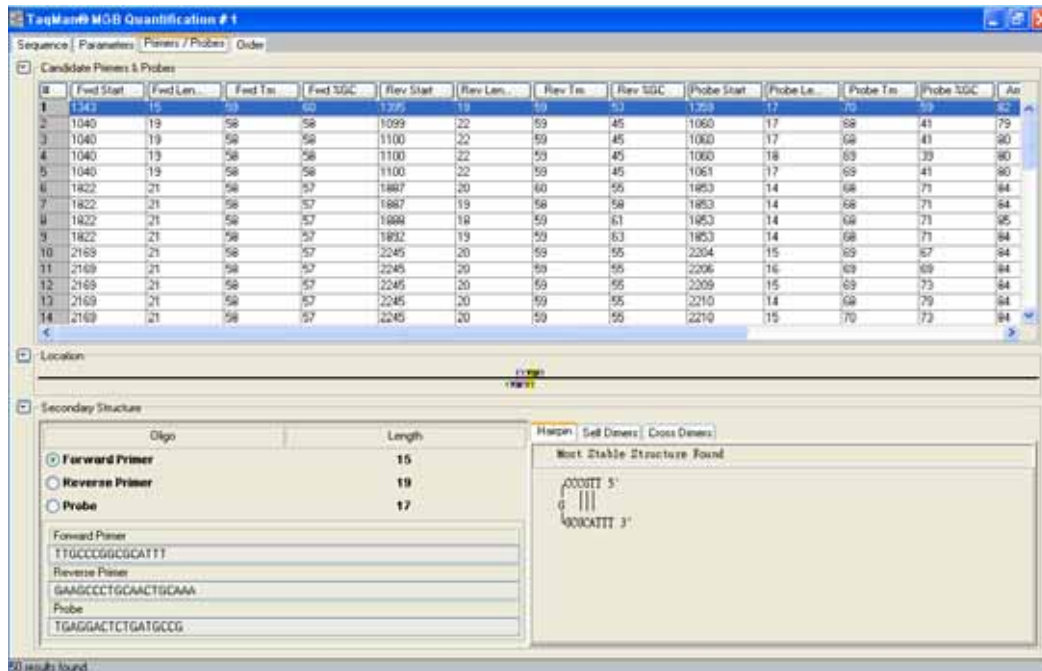 TaqMan® MGB Quantification # 1
Sequence Parameters Primers / Probes Order
Candidate Primers & Probes
# Fwd Start Fwd Len... Fwd Tm Fwd %GC Rev Start Rev Len... Rev Tm Rev %GC Probe Start Probe Le... Probe Tm Probe %GC Am
1 1343 15 59 60 1395 19 59 53 1359 17 70 59 82
2 1040 19 58 58 1099 22 59 45 1060 17 68 41 79
3 1040 19 58 58 1100 22 59 45 1060 17 68 41 80
4 1040 19 58 58 1100 22 59 45 1060 18 69 39 80
5 1040 19 58 58 1100 22 59 45 1061 17 69 41 80
6 1822 21 58 57 1887 20 60 55 1853 14 68 71 84
7 1822 21 58 57 1887 19 58 58 1853 14 68 71 84
8 1822 21 58 57 1888 18 59 61 1853 14 68 71 85
9 1822 21 58 57 1892 19 59 63 1853 14 68 71 84
10 2169 21 58 57 2245 20 59 55 2204 15 69 67 84
11 2169 21 58 57 2245 20 59 55 2206 16 69 69 84
12 2169 21 58 57 2245 20 59 55 2209 15 69 73 84
13 2169 21 58 57 2245 20 59 55 2210 14 68 79 84
14 2169 21 58 57 2245 20 59 55 2210 15 70 73 84
Location
Secondary Structure
Oligo Length
Forward Primer 15
Reverse Primer 19
Probe 17
Hairpin Self Dimers Cross Dimers
Most Stable Structure Found
CCCGTT 5'
G |||
GCGCATTT 3'
Forward Primer
TTGCCCGGCGCATTT
Reverse Primer
GAAGCCCTGCAACTGCAAA
Probe
TGAGGACTCTGATGCCG
50 results found